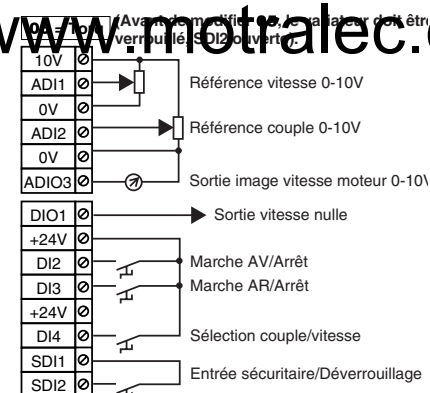 (Avant de modifier 05, le variateur doit être
verrouillé, SDI2 ouverte).
www.motralec.
10V
ADI1
0V
ADI2
0V
ADIO3
Référence vitesse 0-10V
Référence couple 0-10V
Sortie image vitesse moteur 0-10V
DIO1
+24V
DI2
DI3
+24V
DI4
SDI1
SDI2
Sortie vitesse nulle
Marche AV/Arrêt
Marche AR/Arrêt
Sélection couple/vitesse
Entrée sécuritaire/Déverrouillage